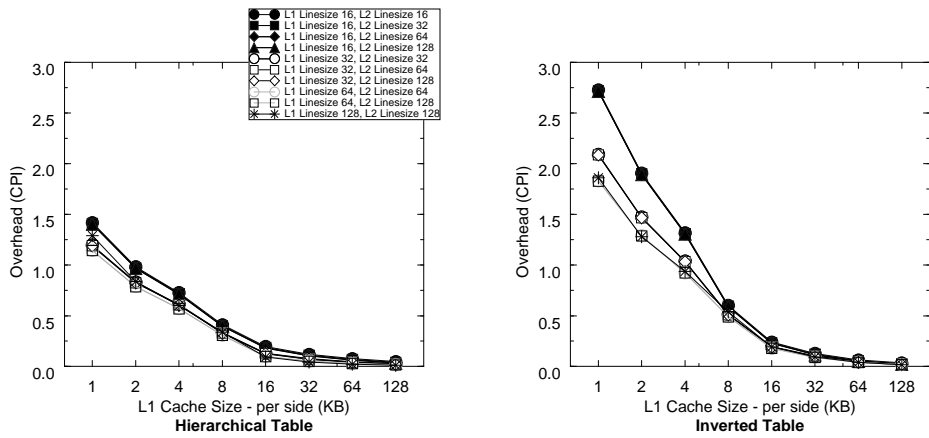 L1 Linesize 16, L2 Linesize 16
L1 Linesize 16, L2 Linesize 32
L1 Linesize 16, L2 Linesize 64
L1 Linesize 16, L2 Linesize 128
L1 Linesize 32, L2 Linesize 32
L1 Linesize 32, L2 Linesize 64
L1 Linesize 32, L2 Linesize 128
L1 Linesize 64, L2 Linesize 64
L1 Linesize 64, L2 Linesize 128
L1 Linesize 128, L2 Linesize 128
3.0
2.5
2.0
1.5
1.0
0.5
0.0
Overhead (CPI)
1 2 4 8 16 32 64 128
L1 Cache Size - per side (KB)
Hierarchical Table
3.0
2.5
2.0
1.5
1.0
0.5
0.0
Overhead (CPI)
1 2 4 8 16 32 64 128
L1 Cache Size - per side (KB)
Inverted Table